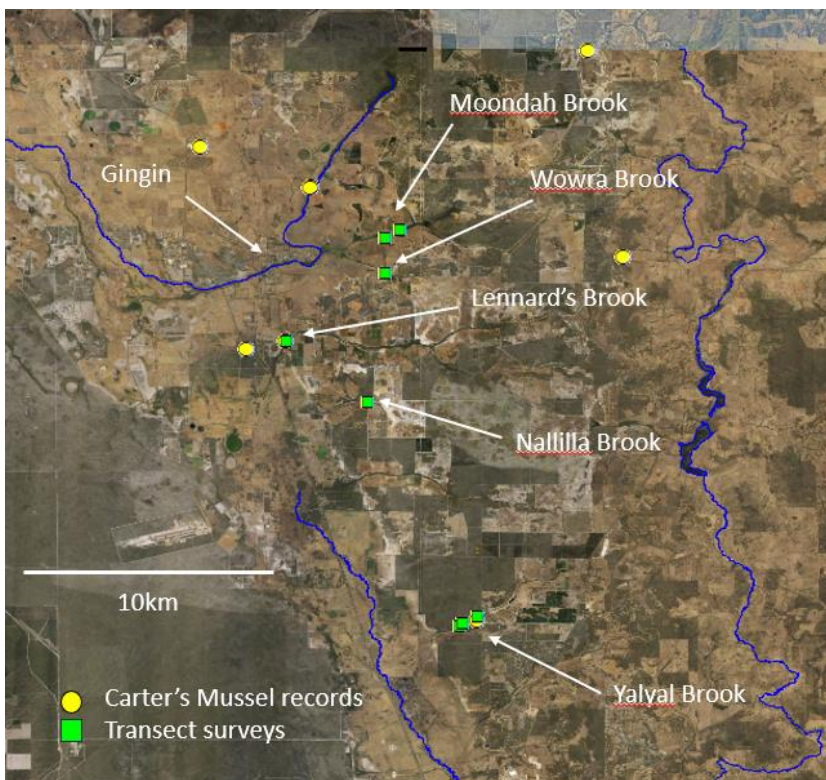 Moondah Brook
Gingin
Wowra Brook
Lennard's Brook
Nallilla Brook
10km
Yalyal Brook
Carter's Mussel records
Transect surveys